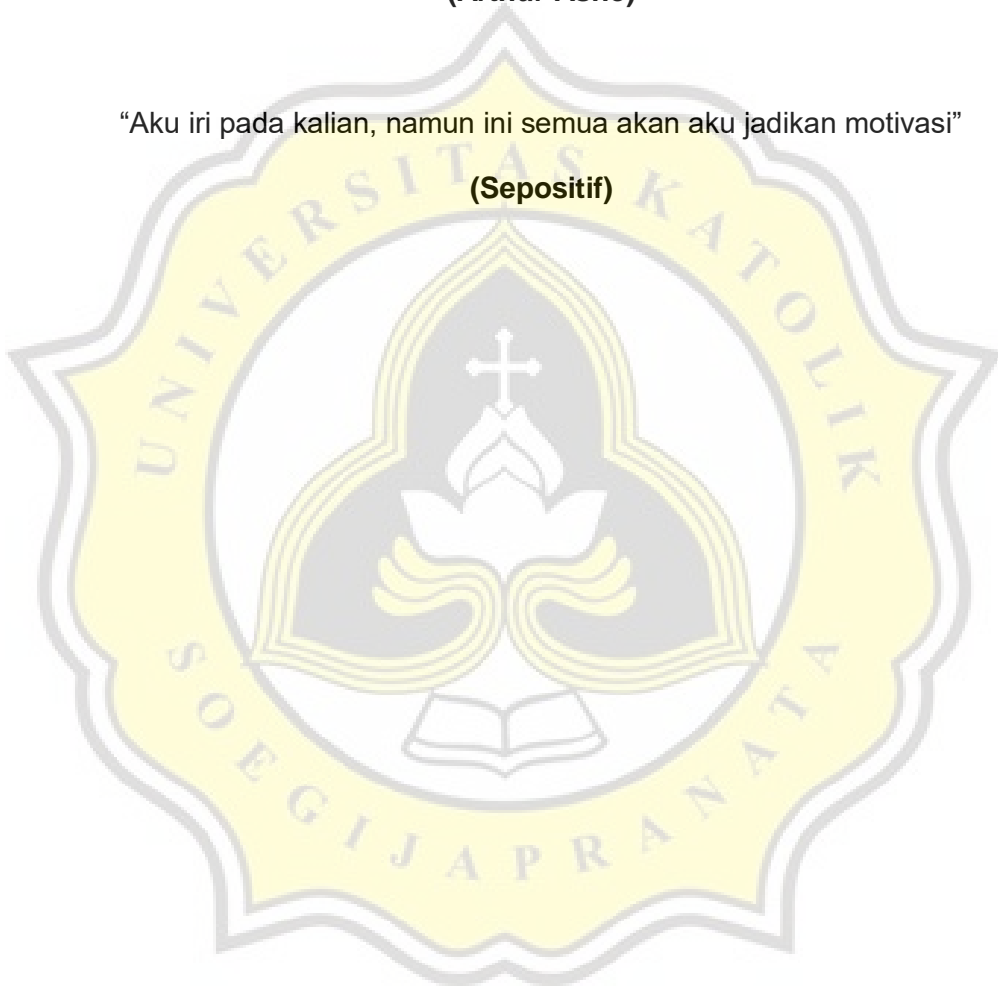 “Aku iri pada kalian, namun ini semua akan aku jadikan motivasi”
(Sepositif)
UNIVERSITAS KATOLIK
SOEGIJAPRANATA